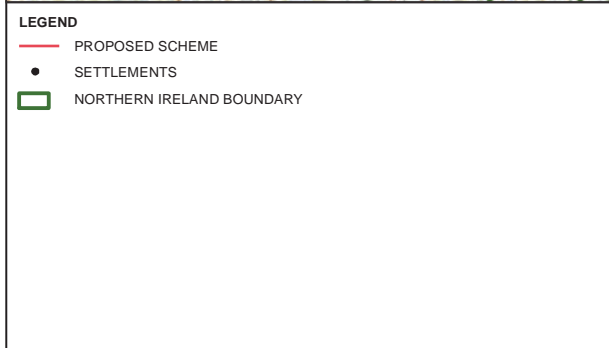 LEGEND
PROPOSED SCHEME
SETTLEMENTS
NORTHERN IRELAND BOUNDARY